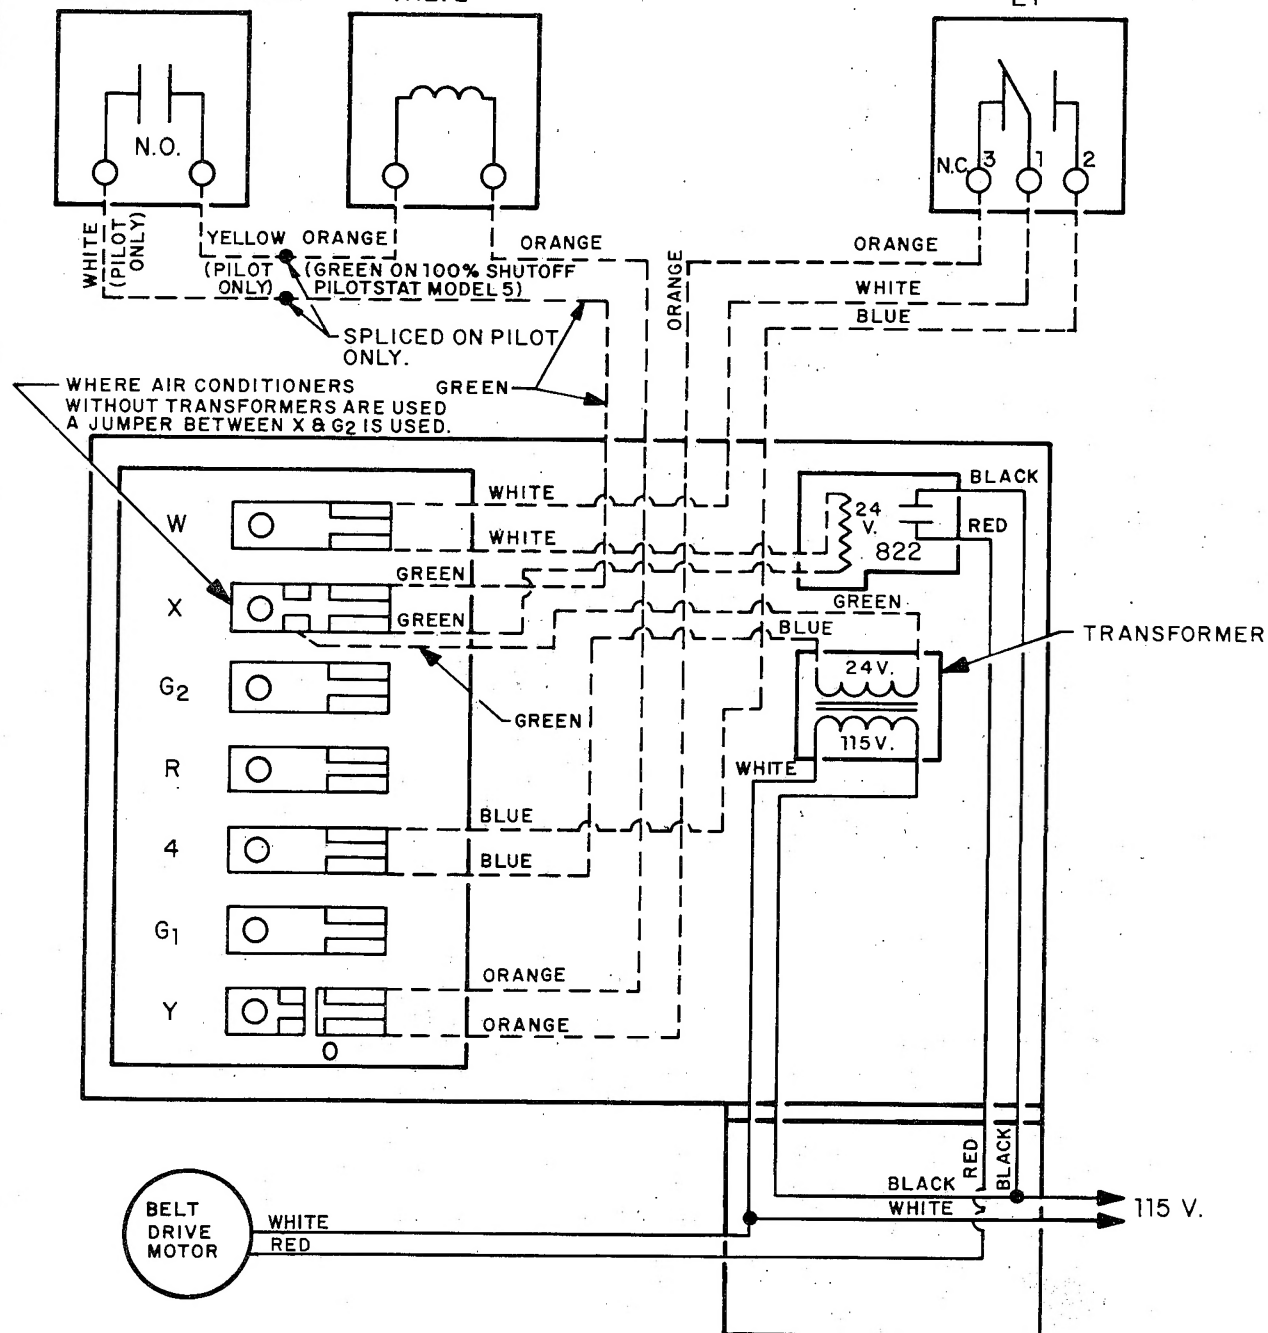 N.O.
N.C. 3 1 2
WHITE
(PILOT
ONLY)
YELLOW ORANGE
(PILOT
ONLY)
(GREEN ON 100% SHUTOFF
PILOTSTAT MODEL 5)
ORANGE
ORANGE
ORANGE
WHITE
BLUE
SPLICED ON PILOT
ONLY.
WHERE AIR CONDITIONERS
WITHOUT TRANSFORMERS ARE USED
A JUMPER BETWEEN X & G2 IS USED.
GREEN
W
WHITE
WHITE
24
V.
822
BLACK
RED
X
GREEN
GREEN
GREEN
BLUE
TRANSFORMER
24V.
115V.
G2
GREEN
R
WHITE
4
BLUE
BLUE
G1
Y
ORANGE
ORANGE
O
RED
BLACK
BLACK
WHITE
115 V.
BELT
DRIVE
MOTOR
WHITE
RED